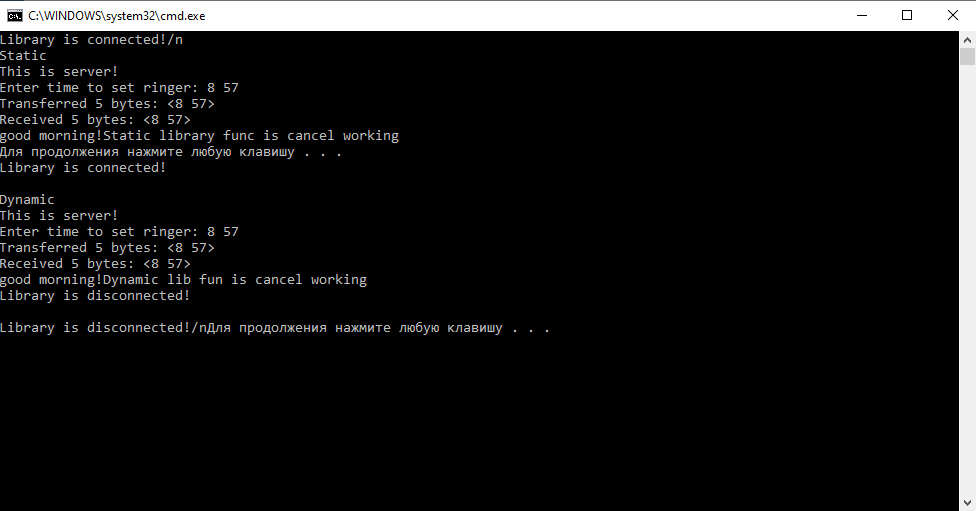 C:\WINDOWS\system32\cmd.exe
Library is connected!/n
Static
This is server!
Enter time to set ringer: 8 57
Transferred 5 bytes: <8 57>
Received 5 bytes: <8 57>
good morning!Static library func is cancel working
Для продолжения нажмите любую клавишу . . .
Library is connected!
Dynamic
This is server!
Enter time to set ringer: 8 57
Transferred 5 bytes: <8 57>
Received 5 bytes: <8 57>
good morning!Dynamic lib fun is cancel working
Library is disconnected!
Library is disconnected!/nДля продолжения нажмите любую клавишу . . .